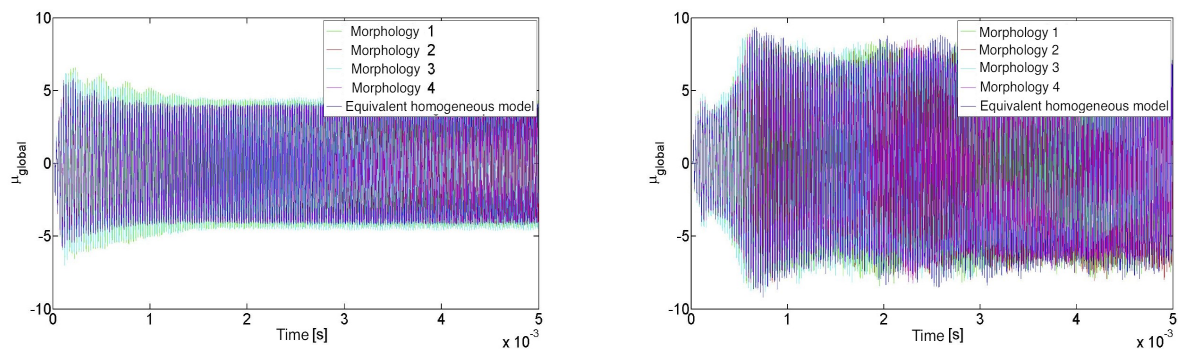 10
5
0
-5
-10
μglobal
Morphology 1
Morphology 2
Morphology 3
Morphology 4
Equivalent homogeneous model
0 1 2 3 4 5
Time [s]
x 10⁻³
10
5
0
-5
-10
μglobal
Morphology 1
Morphology 2
Morphology 3
Morphology 4
Equivalent homogeneous model
0 1 2 3 4 5
Time [s]
x 10⁻³